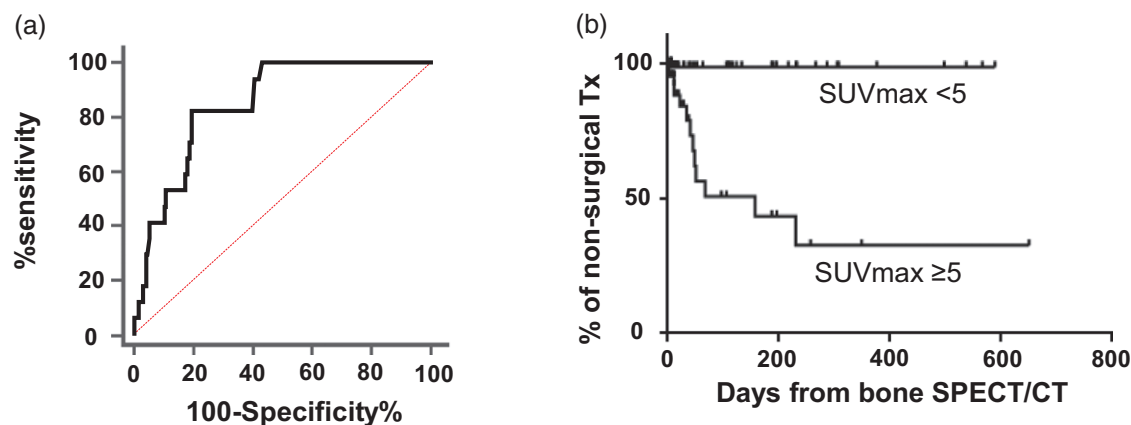 (a)
100
80
60
40
20
0
%sensitivity
0 20 40 60 80 100
100-Specificity%
(b)
100
50
0
% of non-surgical Tx
SUVmax <5
SUVmax ≥5
0 200 400 600 800
Days from bone SPECT/CT